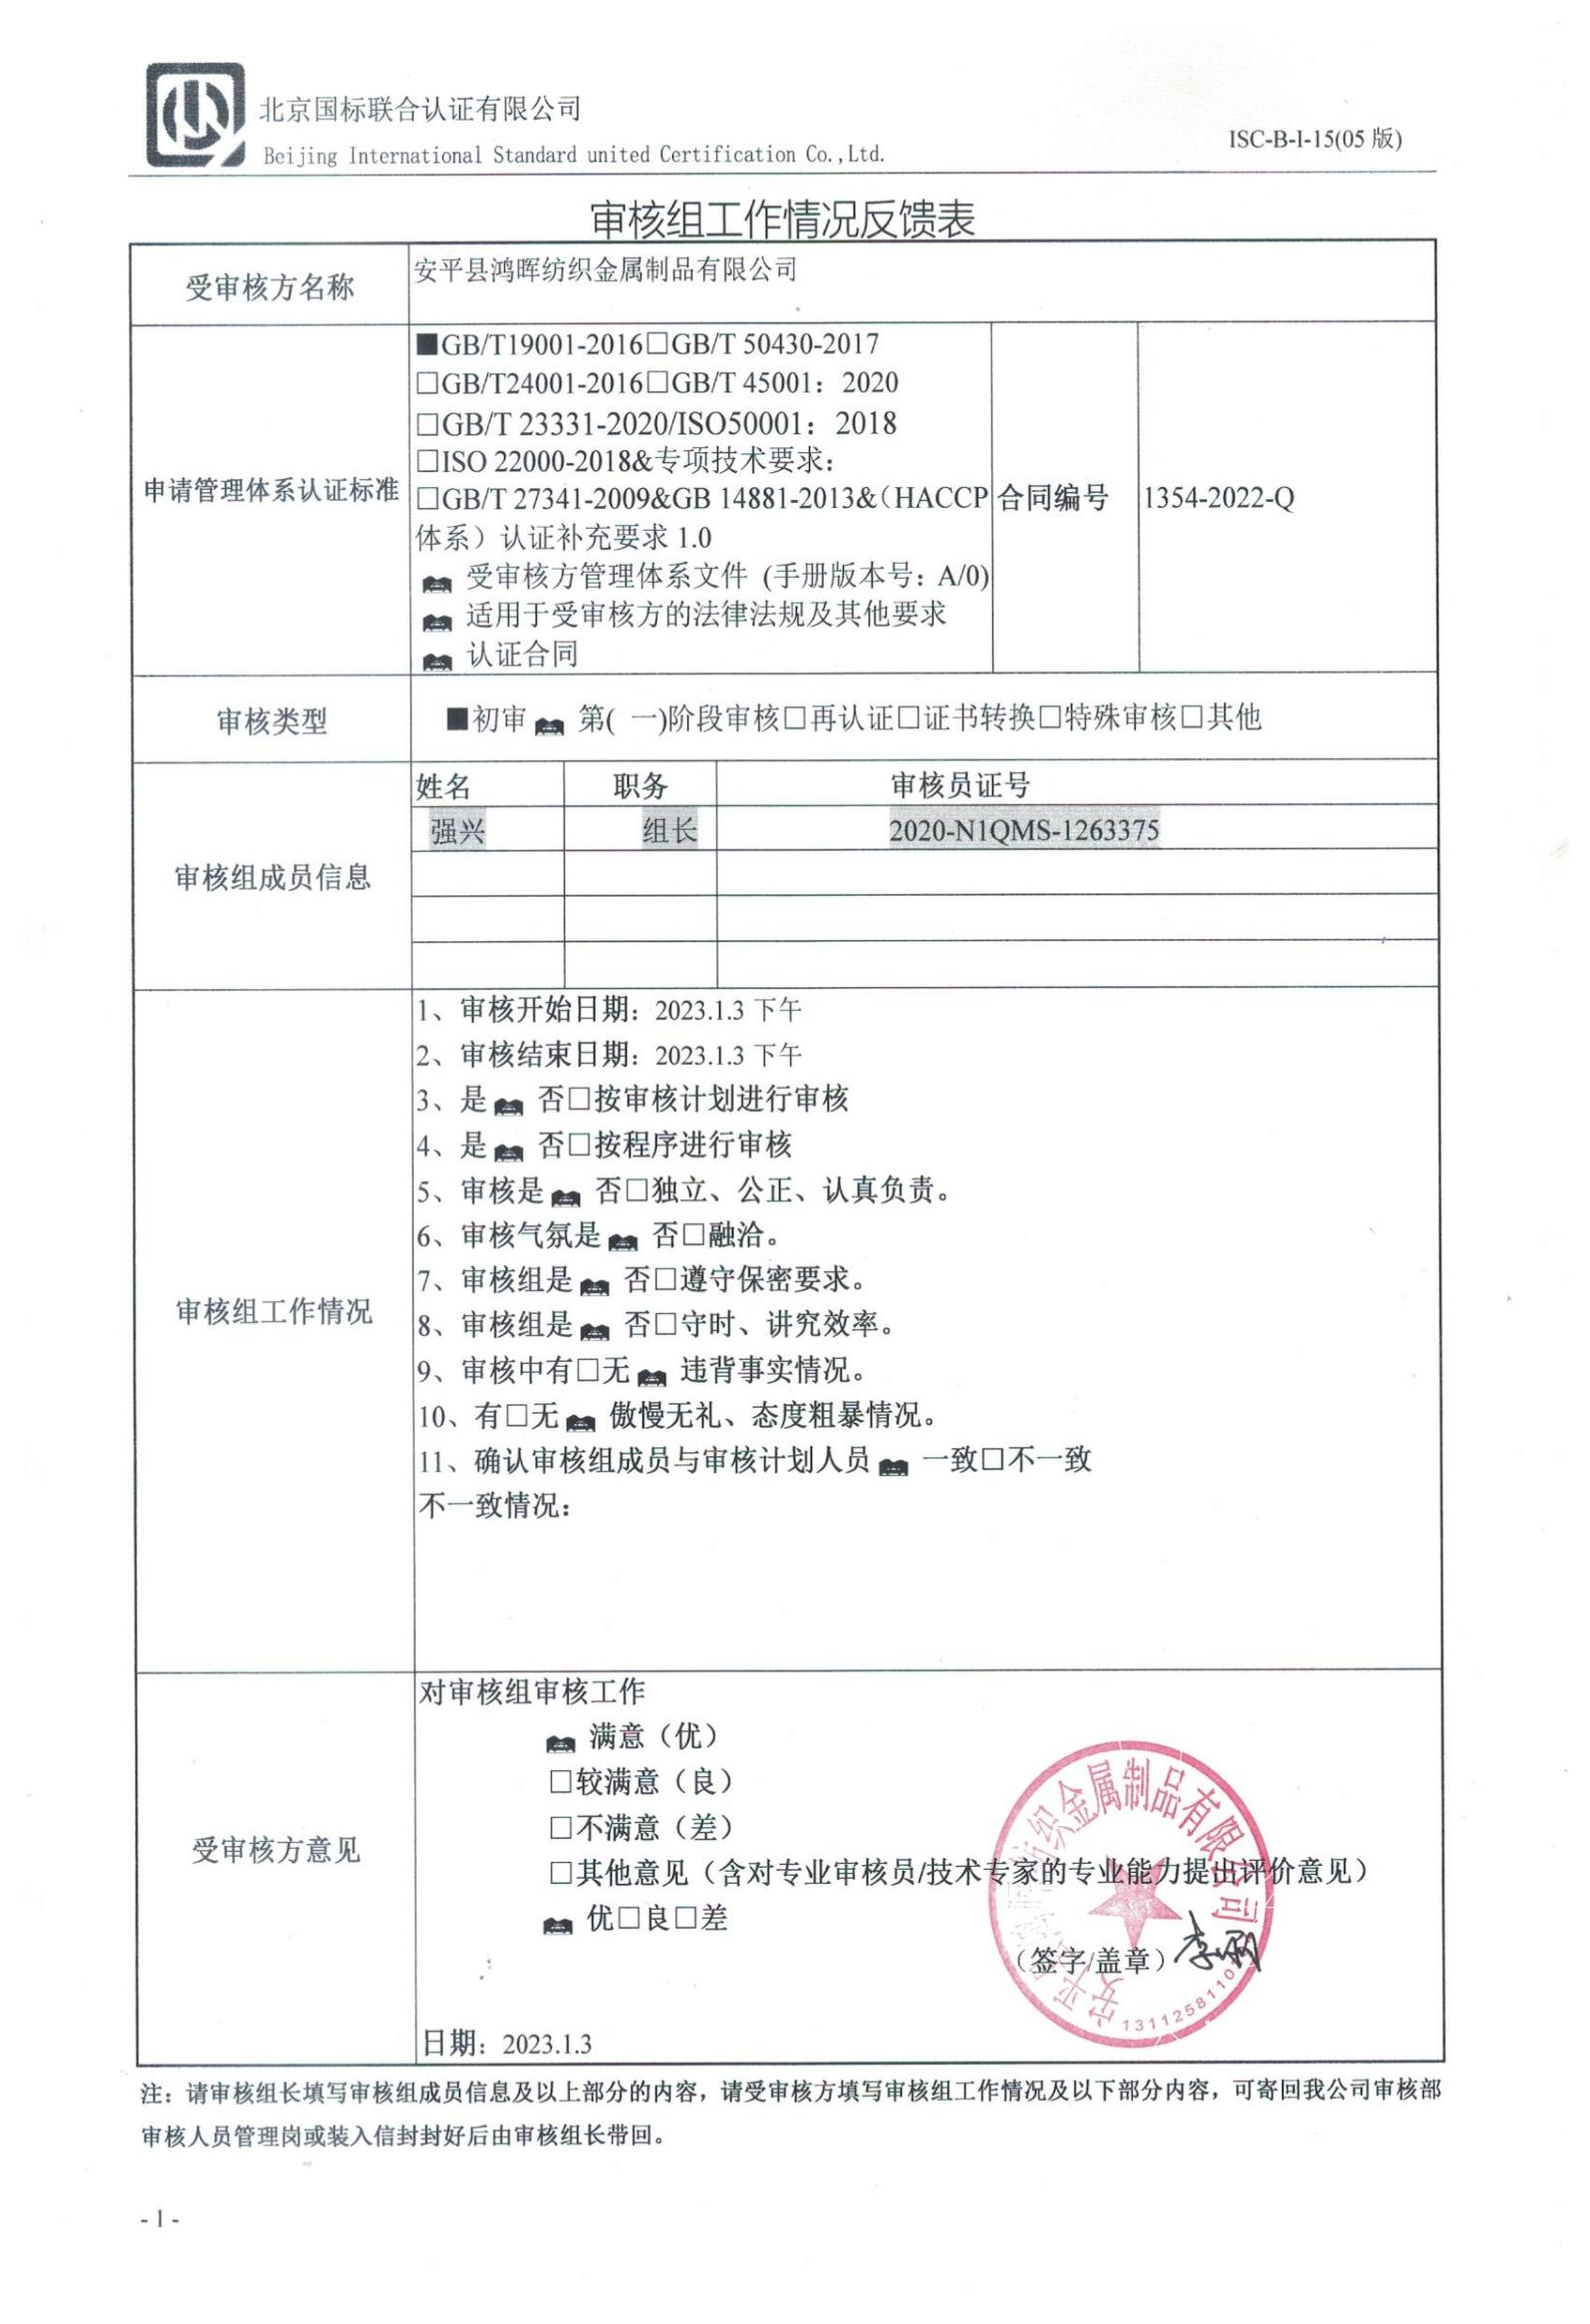 北京国标联合认证有限公司
Beijing International Standard united Certification Co.,Ltd.
ISC-B-I-15(05 版)
审核组工作情况反馈表
受审核方名称
安平县鸿晖纺织金属制品有限公司
申请管理体系认证标准
■GB/T19001-2016□GB/T 50430-2017
□GB/T24001-2016□GB/T 45001：2020
□GB/T 23331-2020/ISO50001：2018
□ISO 22000-2018&专项技术要求:
□GB/T 27341-2009&GB 14881-2013&（HACCP
体系）认证补充要求 1.0
受审核方管理体系文件 (手册版本号：A/0)
适用于受审核方的法律法规及其他要求
认证合同
合同编号
1354-2022-Q
审核类型
■初审 第( 一)阶段审核□再认证□证书转换□特殊审核□其他
审核组成员信息
姓名 职务 审核员证号
强兴 组长 2020-N1QMS-1263375
审核组工作情况
1、审核开始日期：2023.1.3 下午
2、审核结束日期：2023.1.3 下午
3、是 否□按审核计划进行审核
4、是 否□按程序进行审核
5、审核是 否□独立、公正、认真负责。
6、审核气氛是 否□融洽。
7、审核组是 否□遵守保密要求。
8、审核组是 否□守时、讲究效率。
9、审核中有□无 违背事实情况。
10、有□无 傲慢无礼、态度粗暴情况。
11、确认审核组成员与审核计划人员 一致□不一致
不一致情况：
受审核方意见
对审核组审核工作
满意（优）
□较满意（良）
□不满意（差）
□其他意见（含对专业审核员/技术专家的专业能力提出评价意见）
优□良□差
（签字/盖章）
日期：2023.1.3
纺织金属制品有限公司
注：请审核组长填写审核组成员信息及以上部分的内容，请受审核方填写审核组工作情况及以下部分内容，可寄回我公司审核部
审核人员管理岗或装入信封封好后由审核组长带回。
- 1 -